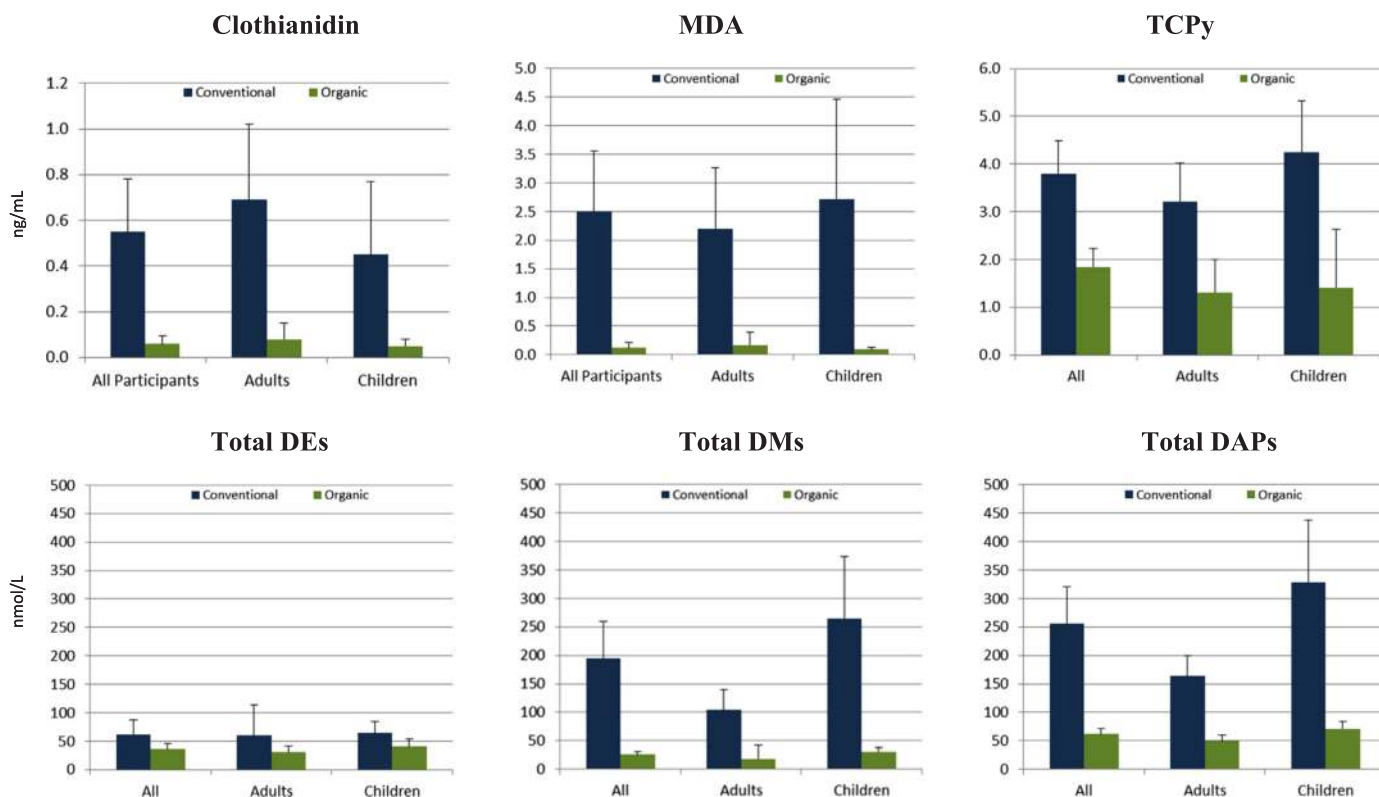 Clothianidin
1.2
1.0
0.8
0.6
0.4
0.2
0.0
ng/mL
Conventional Organic
All Participants Adults Children
MDA
5.0
4.5
4.0
3.5
3.0
2.5
2.0
1.5
1.0
0.5
0.0
Conventional Organic
All Participants Adults Children
TCPy
6.0
5.0
4.0
3.0
2.0
1.0
0.0
Conventional Organic
All Adults Children
Total DEs
500
450
400
350
300
250
200
150
100
50
0
nmol/L
Conventional Organic
All Adults Children
Total DMs
500
450
400
350
300
250
200
150
100
50
0
Conventional Organic
All Adults Children
Total DAPs
500
450
400
350
300
250
200
150
100
50
0
Conventional Organic
All Adults Children